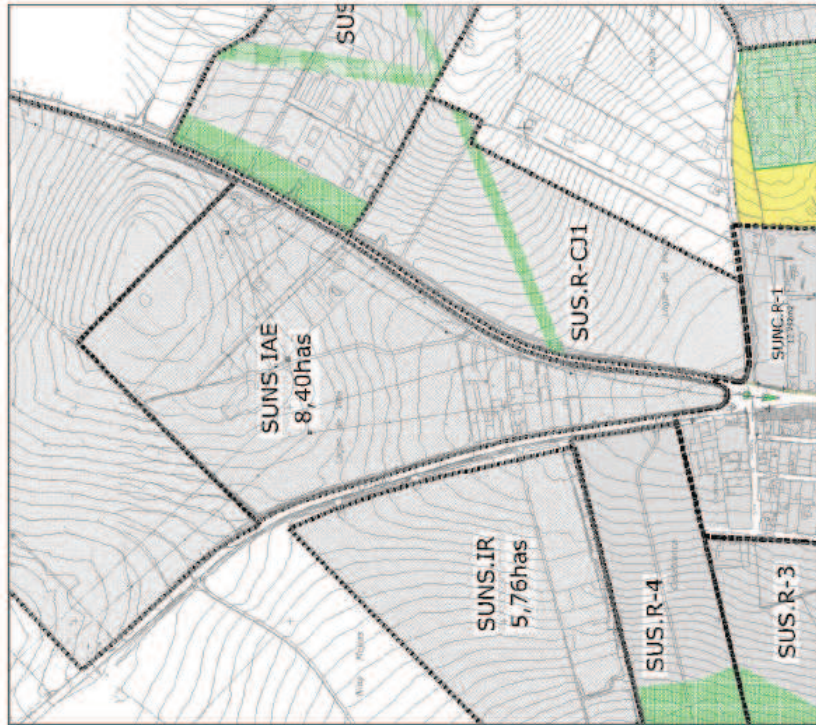 SUS
SUNS.IAE
8,40has
SUS.R-CJ1
SUNC.R-1
SUNS.IR
5,76has
SUS.R-4
SUS.R-3